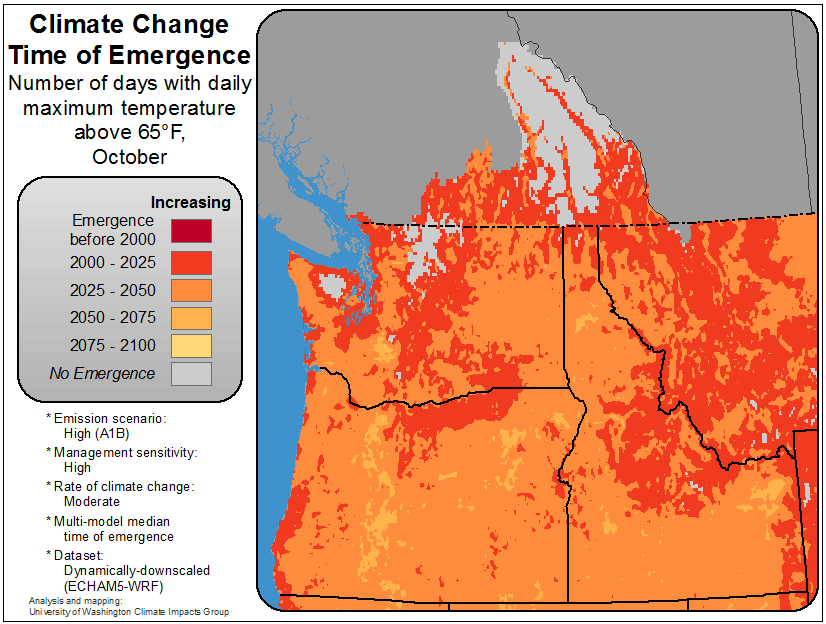 Climate Change
Time of Emergence
Number of days with daily
maximum temperature
above 65°F,
October
Increasing
Emergence
before 2000
2000 - 2025
2025 - 2050
2050 - 2075
2075 - 2100
No Emergence
* Emission scenario:
High (A1B)
* Management sensitivity:
High
* Rate of climate change:
Moderate
* Multi-model median
time of emergence
* Dataset:
Dynamically-downscaled
(ECHAM5-WRF)
Analysis and mapping:
University of Washington Climate Impacts Group